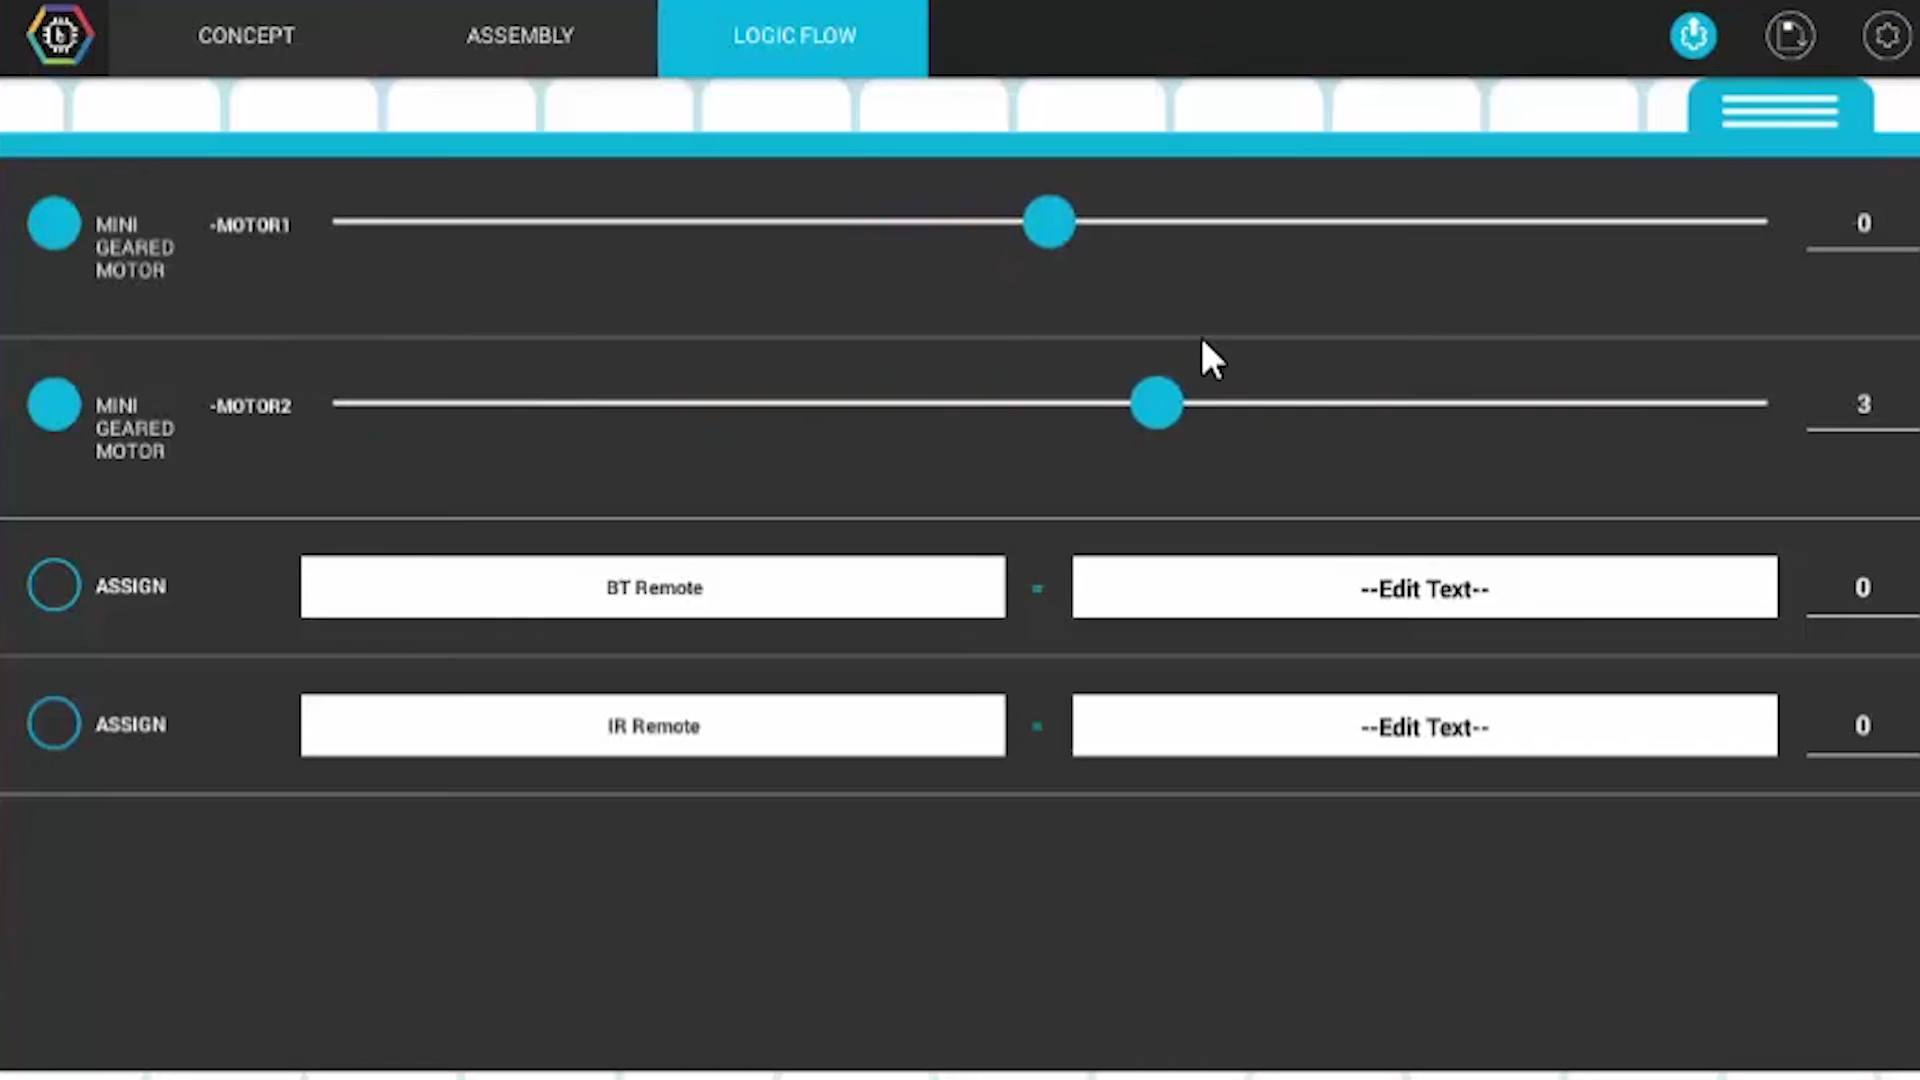 CONCEPT
ASSEMBLY
LOGIC FLOW
MINI
GEARED
MOTOR
-MOTOR1
0
MINI
GEARED
MOTOR
-MOTOR2
3
ASSIGN
BT Remote
=
--Edit Text--
0
ASSIGN
IR Remote
=
--Edit Text--
0